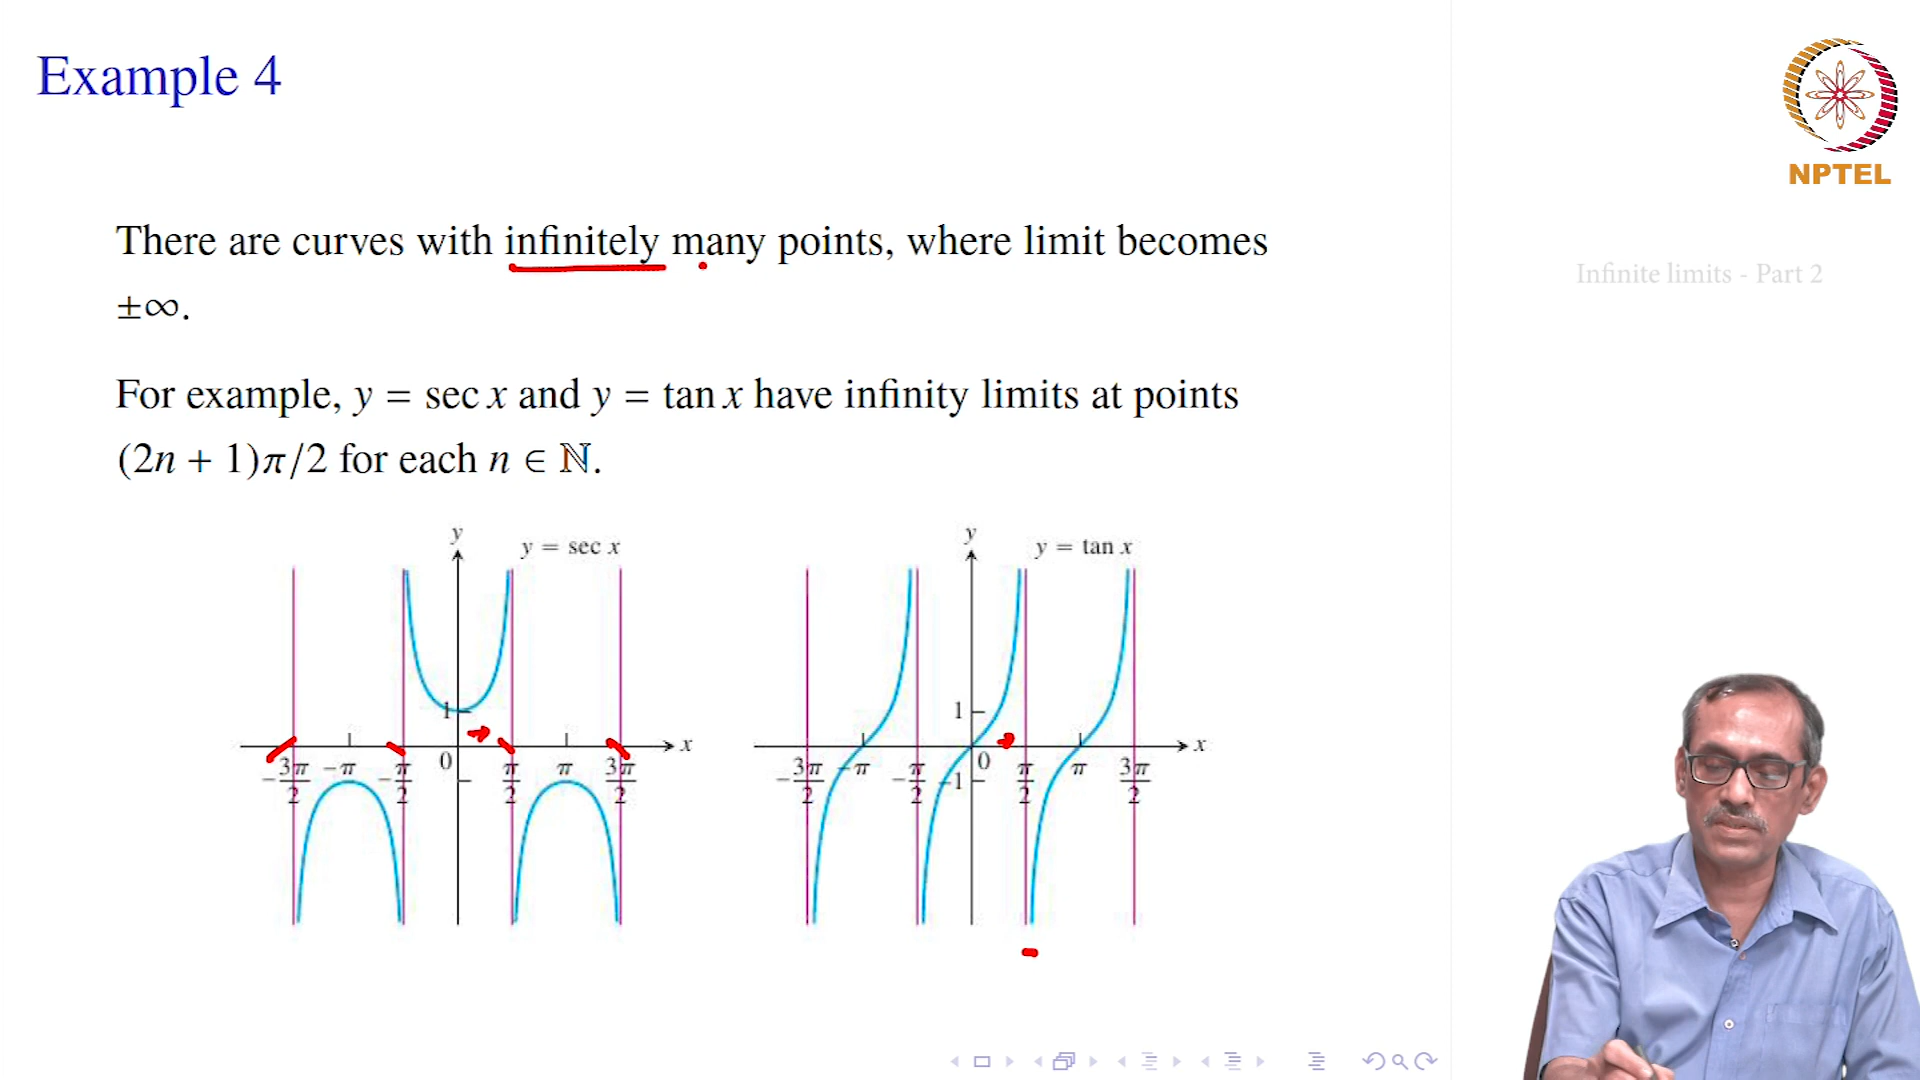 Example 4
NPTEL
There are curves with infinitely many points, where limit becomes
±∞.
Infinite limits - Part 2
For example, y = sec x and y = tan x have infinity limits at points
(2n + 1)π/2 for each n ∈ ℕ.
y
y = sec x
1
0
x
-3π/2 -π -π/2 π/2 π 3π/2
y
y = tan x
1
0
x
-3π/2 -π -π/2 -1 π/2 π 3π/2